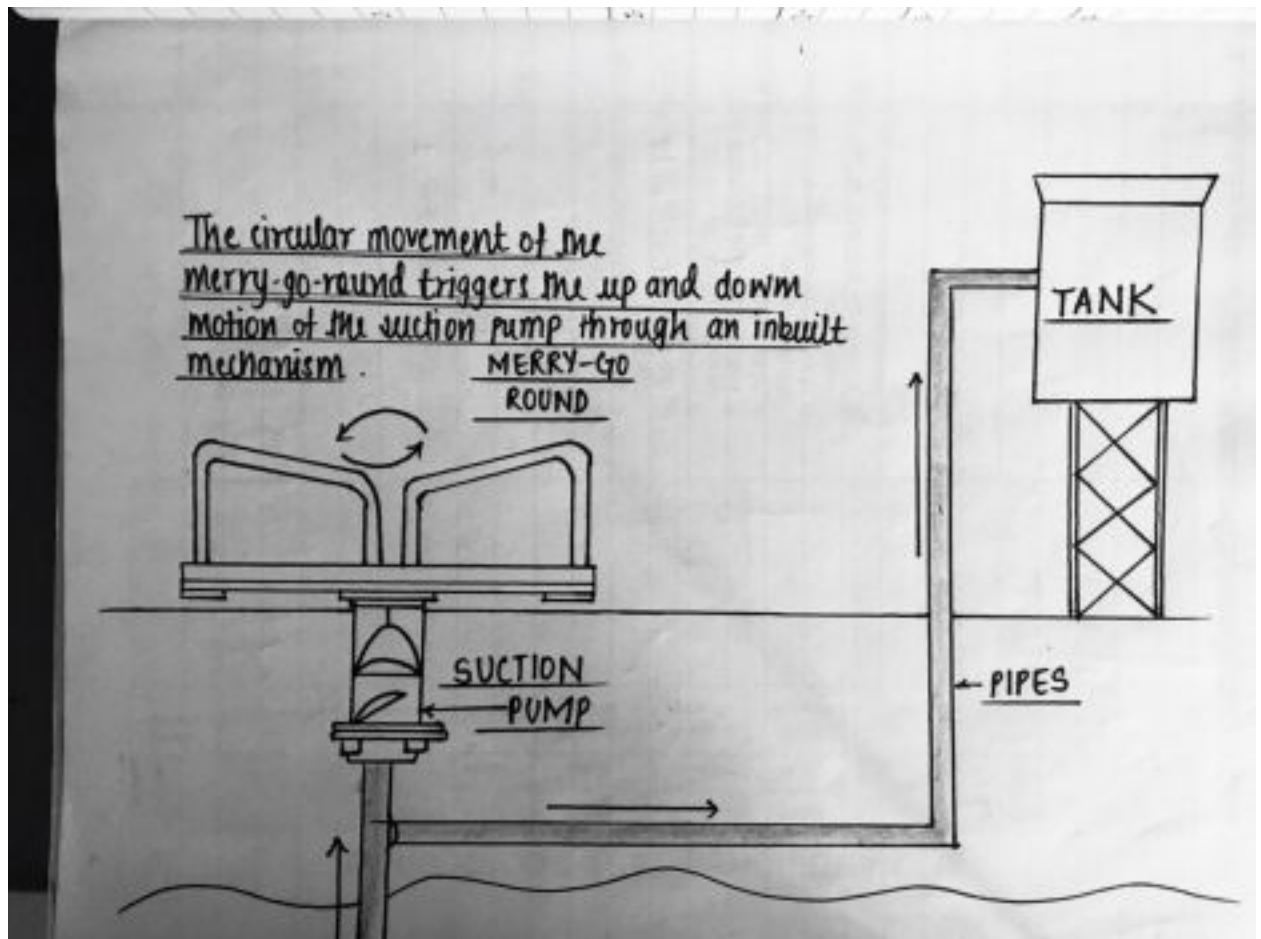 The circular movement of the
merry-go-round triggers the up and dowm
motion of the suction pump through an inbuilt
mechanism.
MERRY-GO
ROUND
TANK
SUCTION
PUMP
PIPES